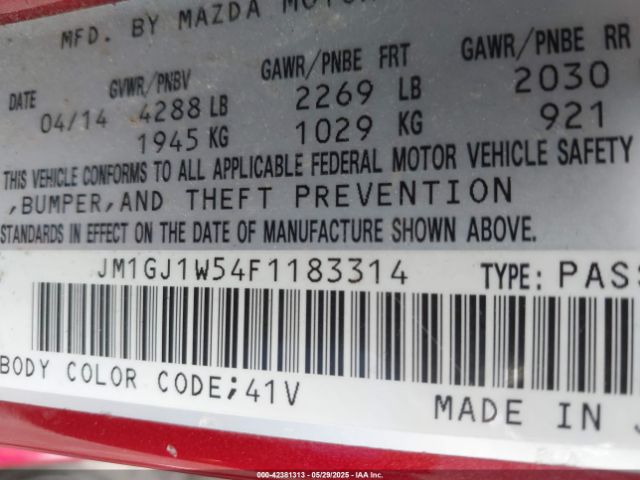 MFD. BY MAZDA MOTOR
DATE GVWR/PNBV GAWR/PNBE FRT GAWR/PNBE RR
04/14 4288 LB 2269 LB 2030
1945 KG 1029 KG 921
THIS VEHICLE CONFORMS TO ALL APPLICABLE FEDERAL MOTOR VEHICLE SAFETY
,BUMPER,AND THEFT PREVENTION
STANDARDS IN EFFECT ON THE DATE OF MANUFACTURE SHOWN ABOVE.
JM1GJ1W54F1183314 TYPE: PASS
BODY COLOR CODE;41V
MADE IN J
00-42381313 — 05/29/2025 — IAA Inc.